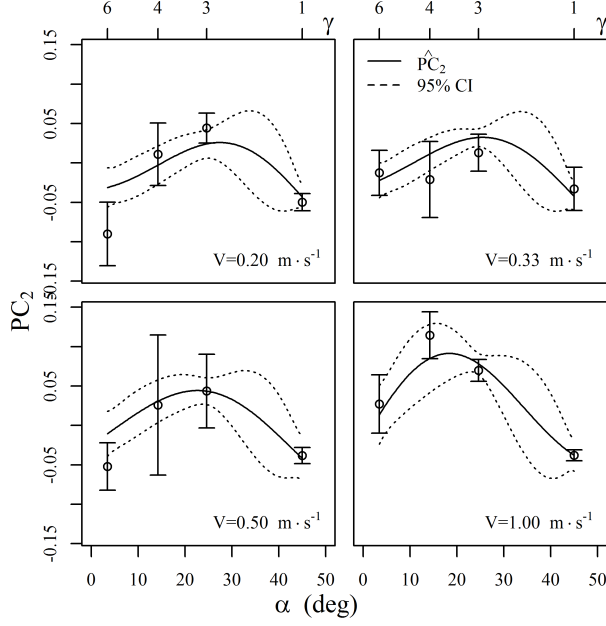 6 4 3 1 γ 6 4 3 1 γ
0.05
-0.05
-0.15
P̂C₂
95% CI
V=0.20 m·s⁻¹
V=0.33 m·s⁻¹
PC₂
0.15
0.05
-0.05
-0.15
V=0.50 m·s⁻¹
V=1.00 m·s⁻¹
0 10 20 30 40 50 0 10 20 30 40 50
α (deg) α (deg)